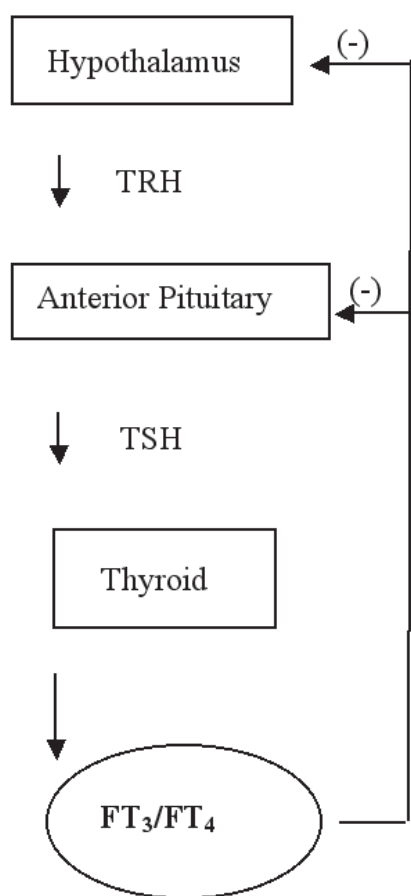 Hypothalamus
(-)
TRH
Anterior Pituitary
(-)
TSH
Thyroid
FT₃/FT₄